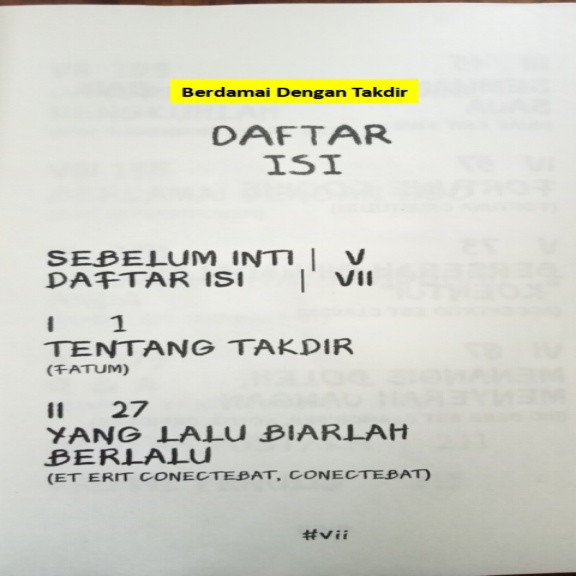 Berdamai Dengan Takdir
DAFTAR
ISI
SEBELUM INTI | V
DAFTAR ISI | VII
I 1
TENTANG TAKDIR
(FATUM)
II 27
YANG LALU BIARLAH
BERLALU
(ET ERIT CONECTEBAT, CONECTEBAT)
#vii